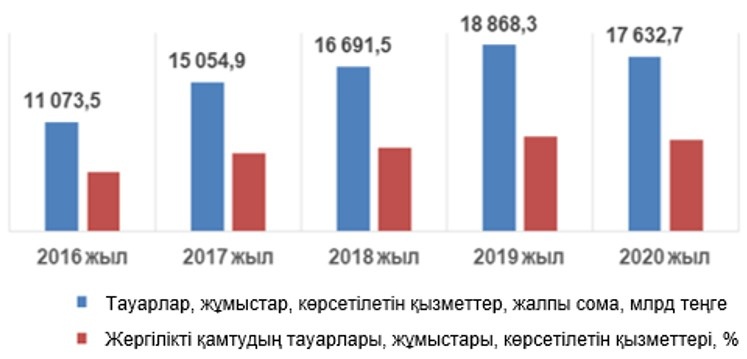 11 073,5
15 054,9
16 691,5
18 868,3
17 632,7
2016 жыл
2017 жыл
2018 жыл
2019 жыл
2020 жыл
Тауарлар, жұмыстар, көрсетілетін қызметтер, жалпы сома, млрд теңге
Жергілікті қамтудың тауарлары, жұмыстары, көрсетілетін қызметтері, %